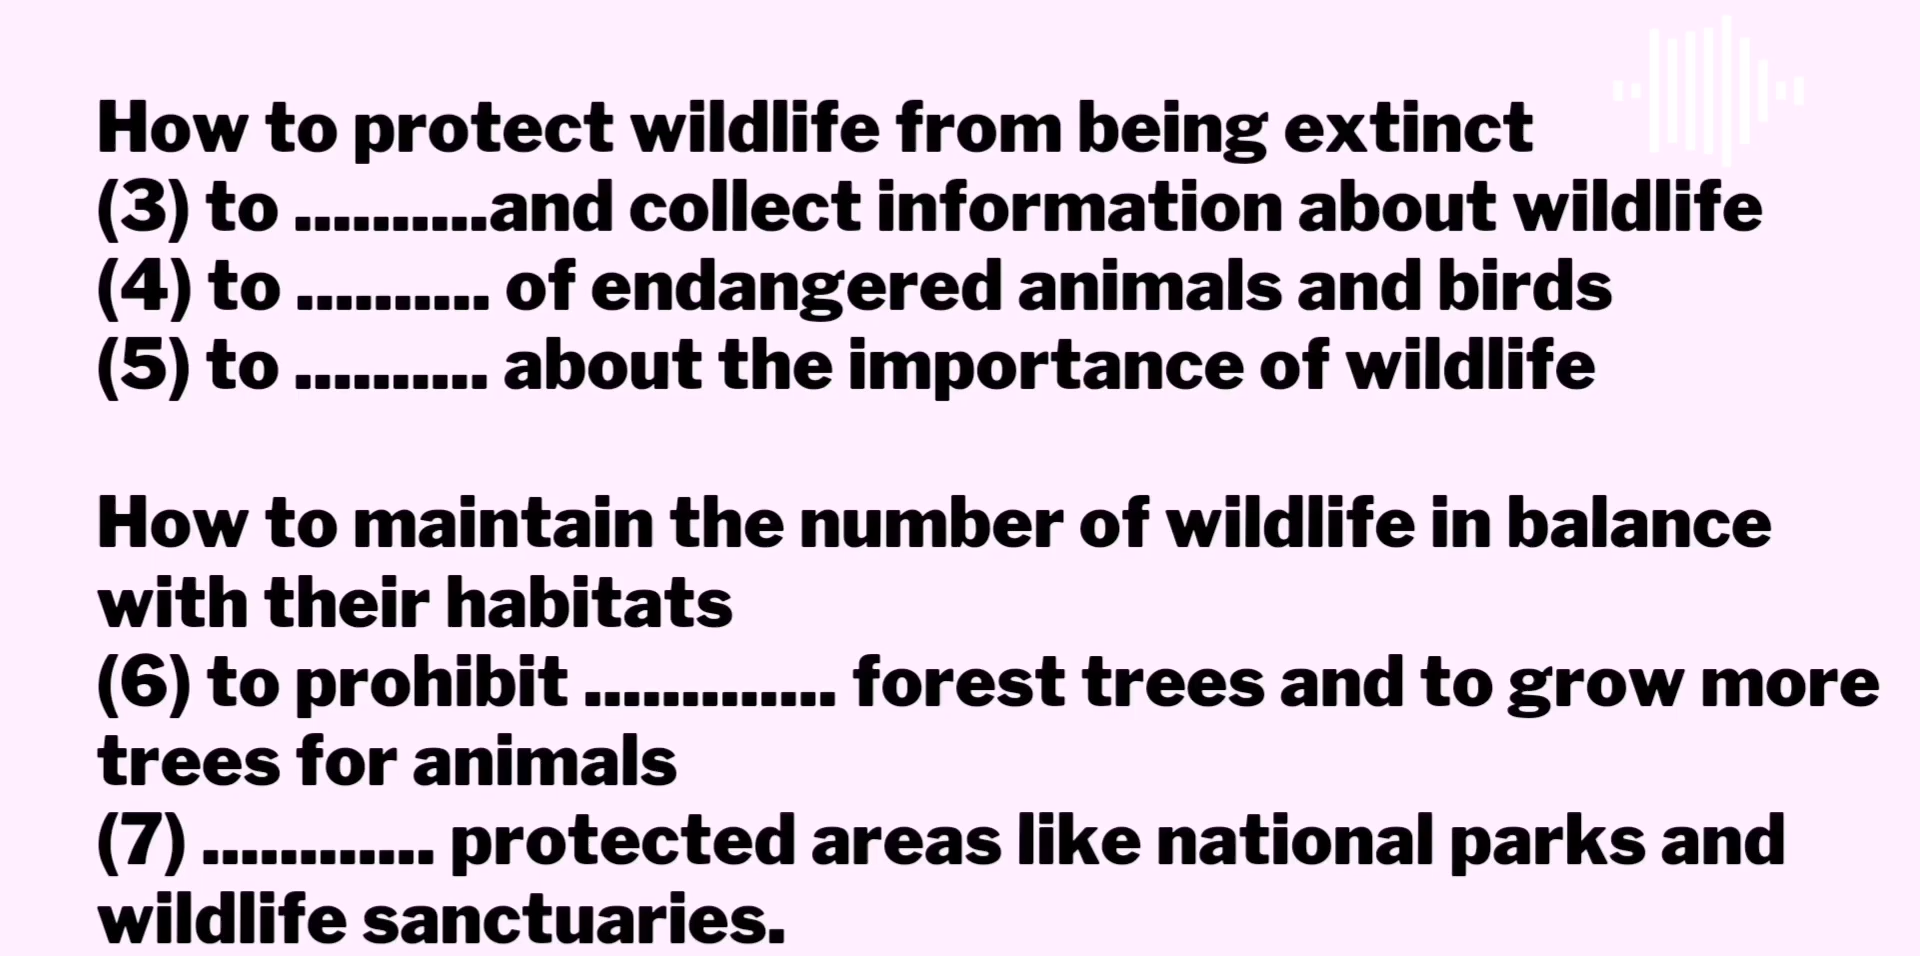 How to protect wildlife from being extinct
(3) to ..........and collect information about wildlife
(4) to .......... of endangered animals and birds
(5) to .......... about the importance of wildlife
How to maintain the number of wildlife in balance
with their habitats
(6) to prohibit ............. forest trees and to grow more
trees for animals
(7) ............ protected areas like national parks and
wildlife sanctuaries.